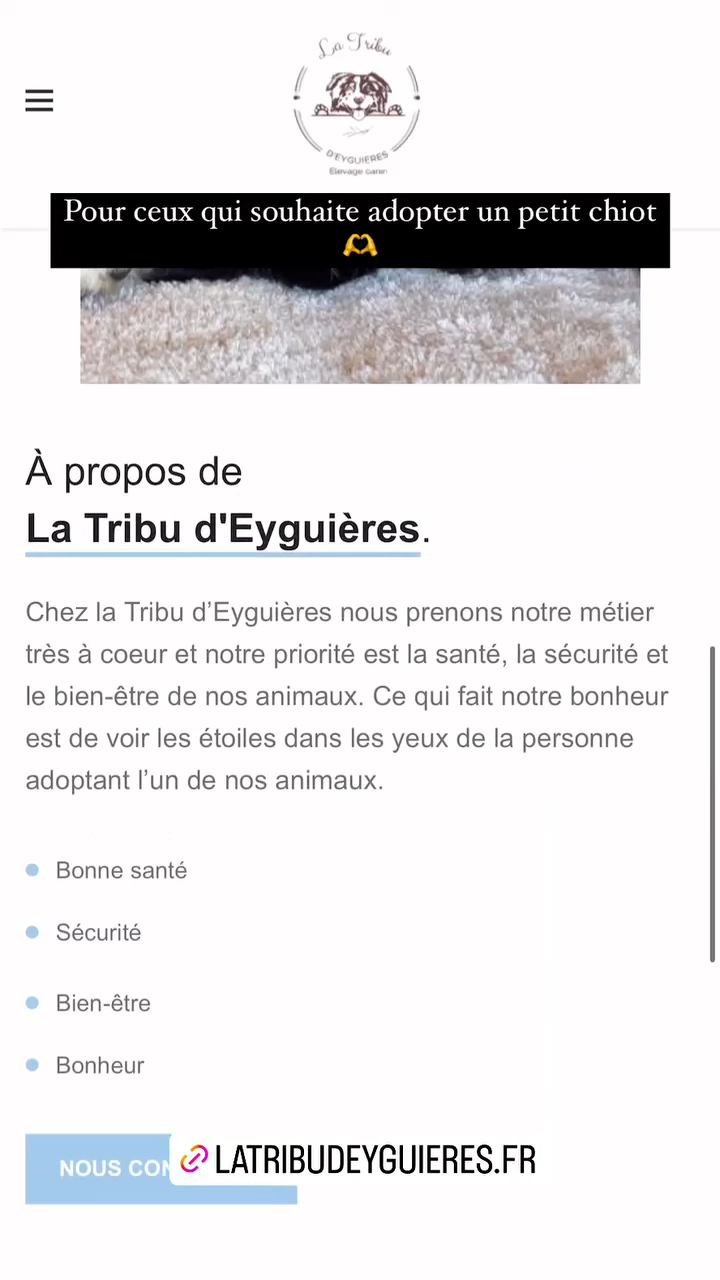 La Tribu
D'EYGUIERES
Elevage canin
Pour ceux qui souhaite adopter un petit chiot
🫶
À propos de
La Tribu d'Eyguières.
Chez la Tribu d’Eyguières nous prenons notre métier
très à coeur et notre priorité est la santé, la sécurité et
le bien-être de nos animaux. Ce qui fait notre bonheur
est de voir les étoiles dans les yeux de la personne
adoptant l’un de nos animaux.
Bonne santé
Sécurité
Bien-être
Bonheur
NOUS CON
LATRIBUDEYGUIERES.FR